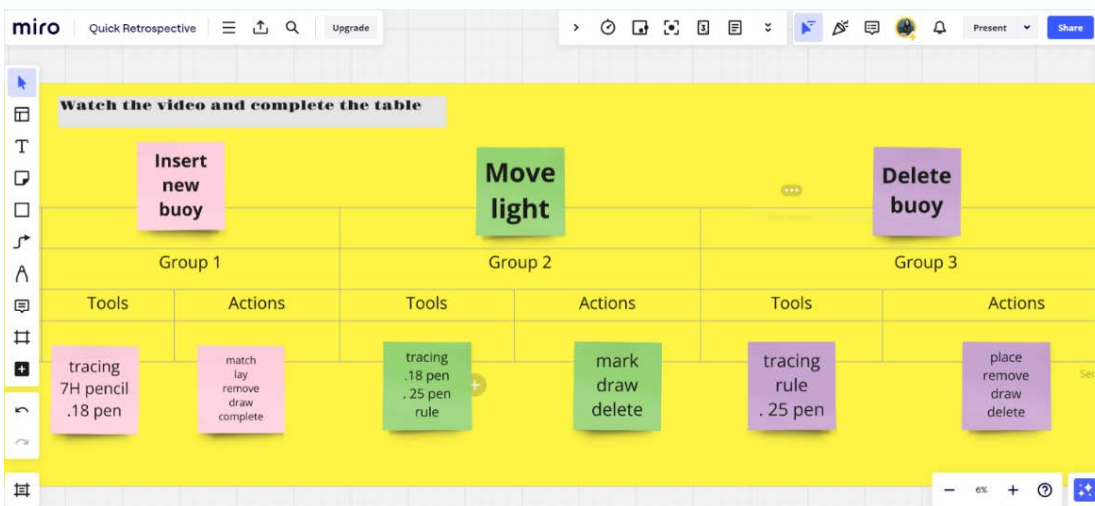 miro Quick Retrospective Upgrade Present Share
Watch the video and complete the table
Insert
new
buoy
Move
light
Delete
buoy
Group 1 Group 2 Group 3
Tools Actions Tools Actions Tools Actions
tracing
7H pencil
.18 pen
match
lay
remove
draw
complete
tracing
.18 pen
. 25 pen
rule
mark
draw
delete
tracing
rule
. 25 pen
place
remove
draw
delete
6%